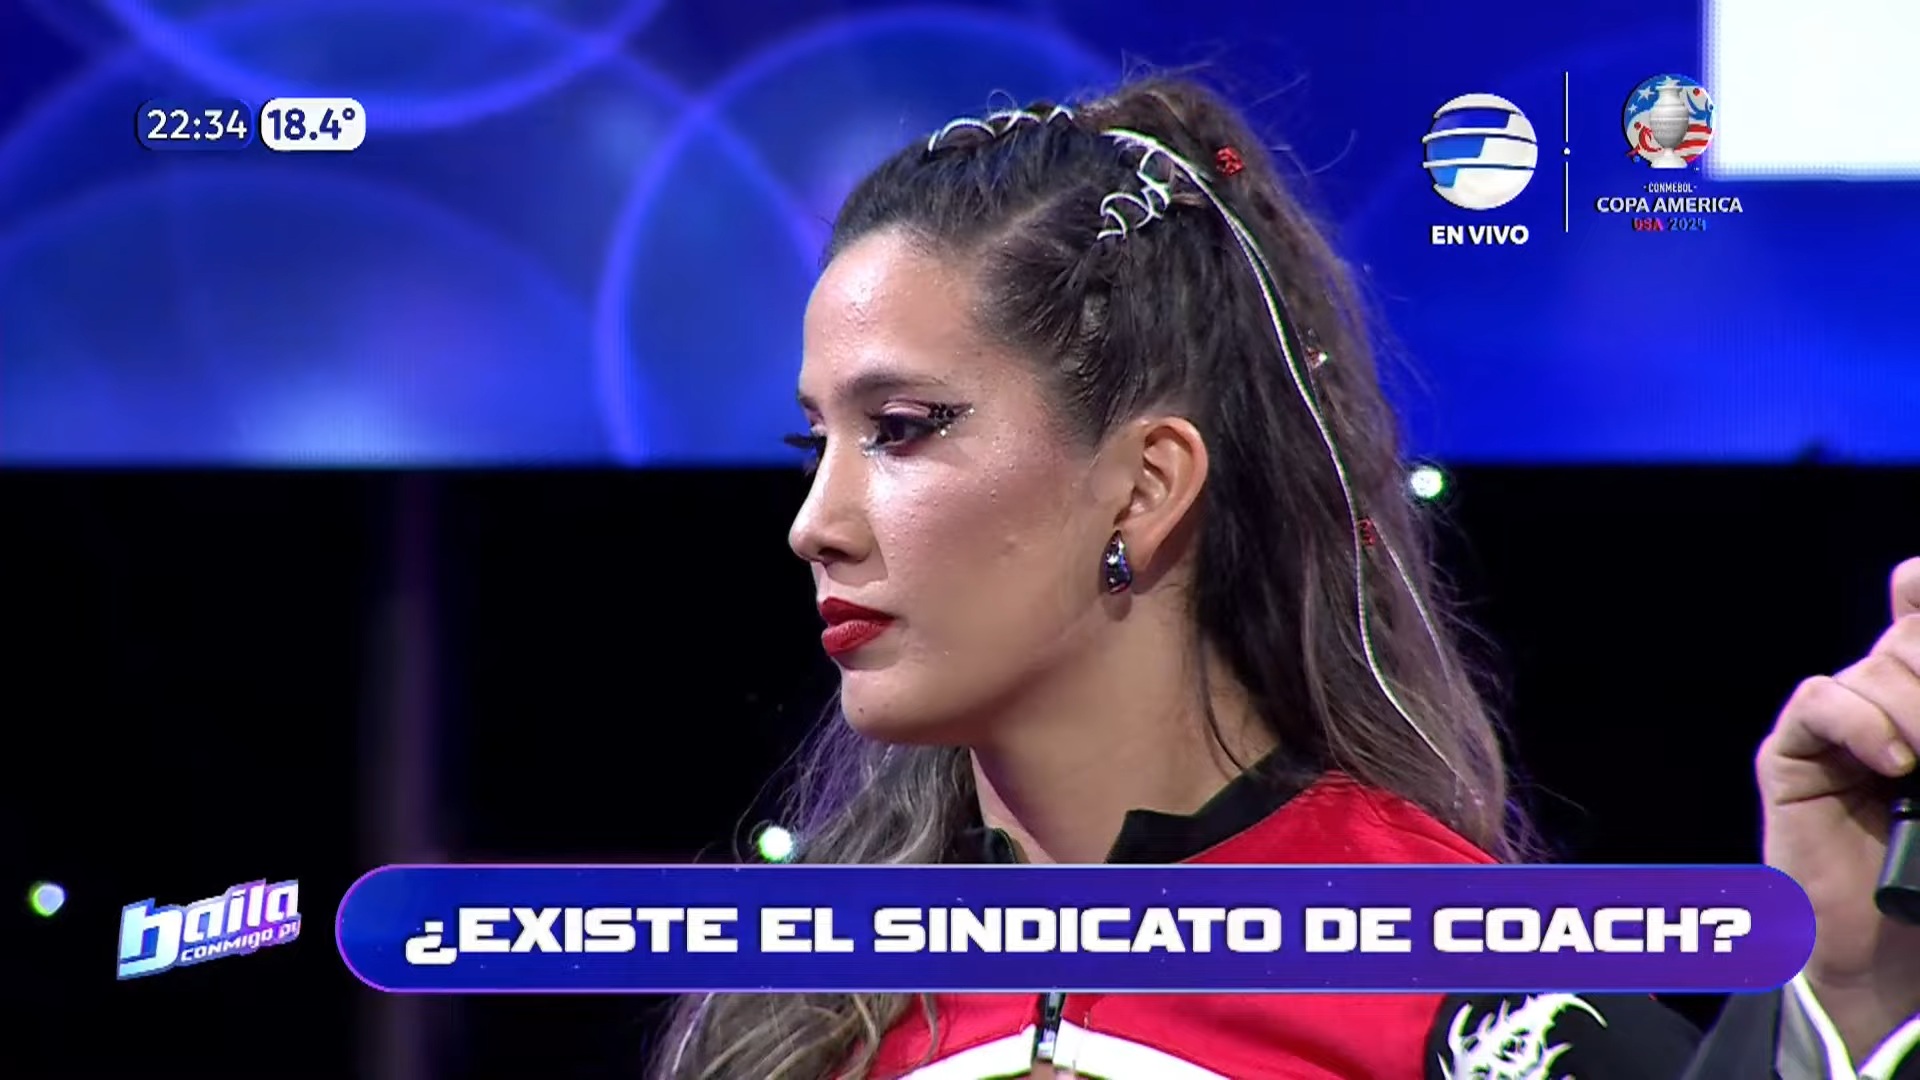 22:34 18.4°
EN VIVO
·CONMEBOL·
COPA AMERICA
USA 2024
baila
CONMIGO PY
¿EXISTE EL SINDICATO DE COACH?